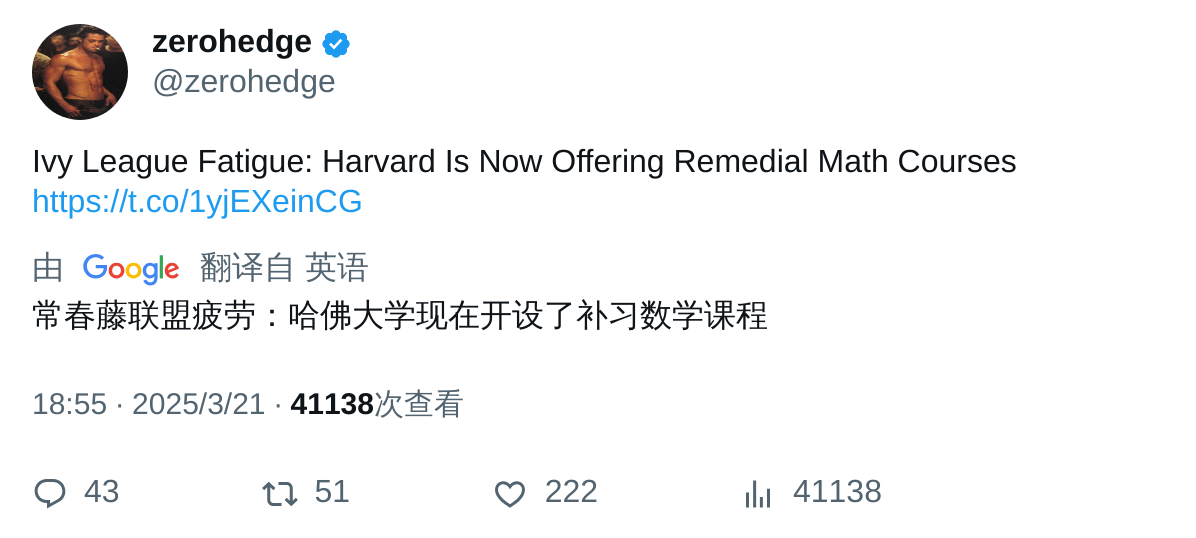 zerohedge
@zerohedge
Ivy League Fatigue: Harvard Is Now Offering Remedial Math Courses
https://t.co/1yjEXeinCG
由 Google 翻译自 英语
常春藤联盟疲劳：哈佛大学现在开设了补习数学课程
18:55 · 2025/3/21 · 41138次查看
43 51 222 41138